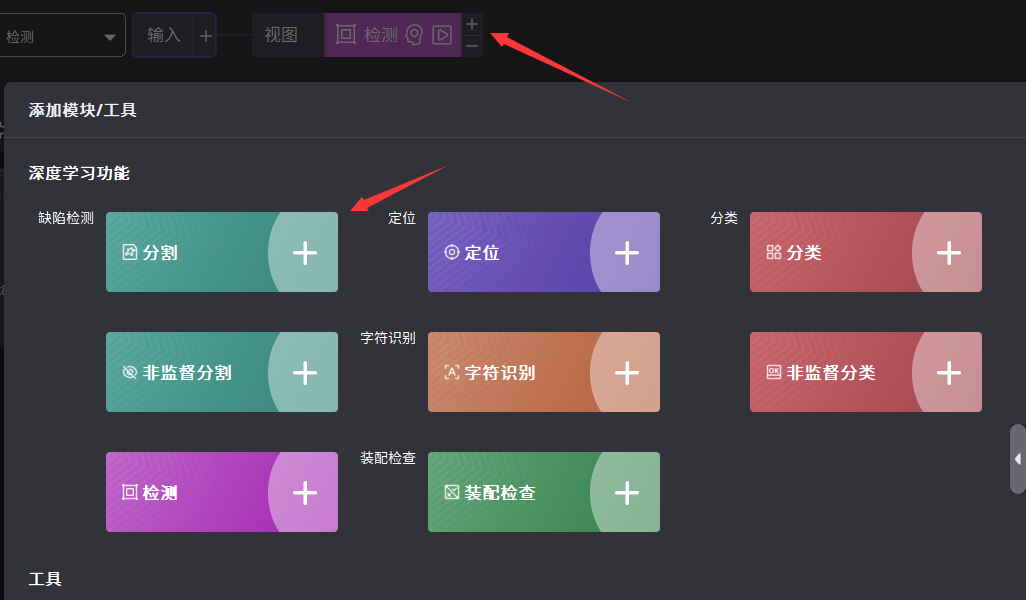 检测 输入 + 视图 检测 + −
添加模块/工具
深度学习功能
缺陷检测 分割 + 定位 定位 + 分类 分类 +
非监督分割 + 字符识别 字符识别 + 非监督分类 +
检测 + 装配检查 装配检查 +
工具